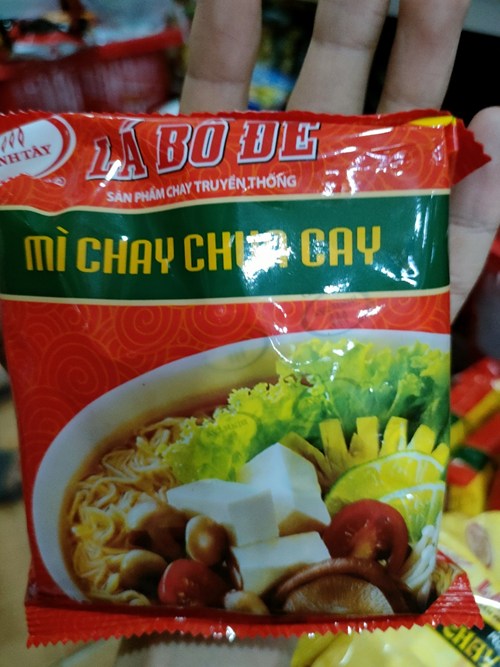 LÁ BỒ ĐỀ
SẢN PHẨM CHAY TRUYỀN THỐNG
MÌ CHAY CHUA CAY